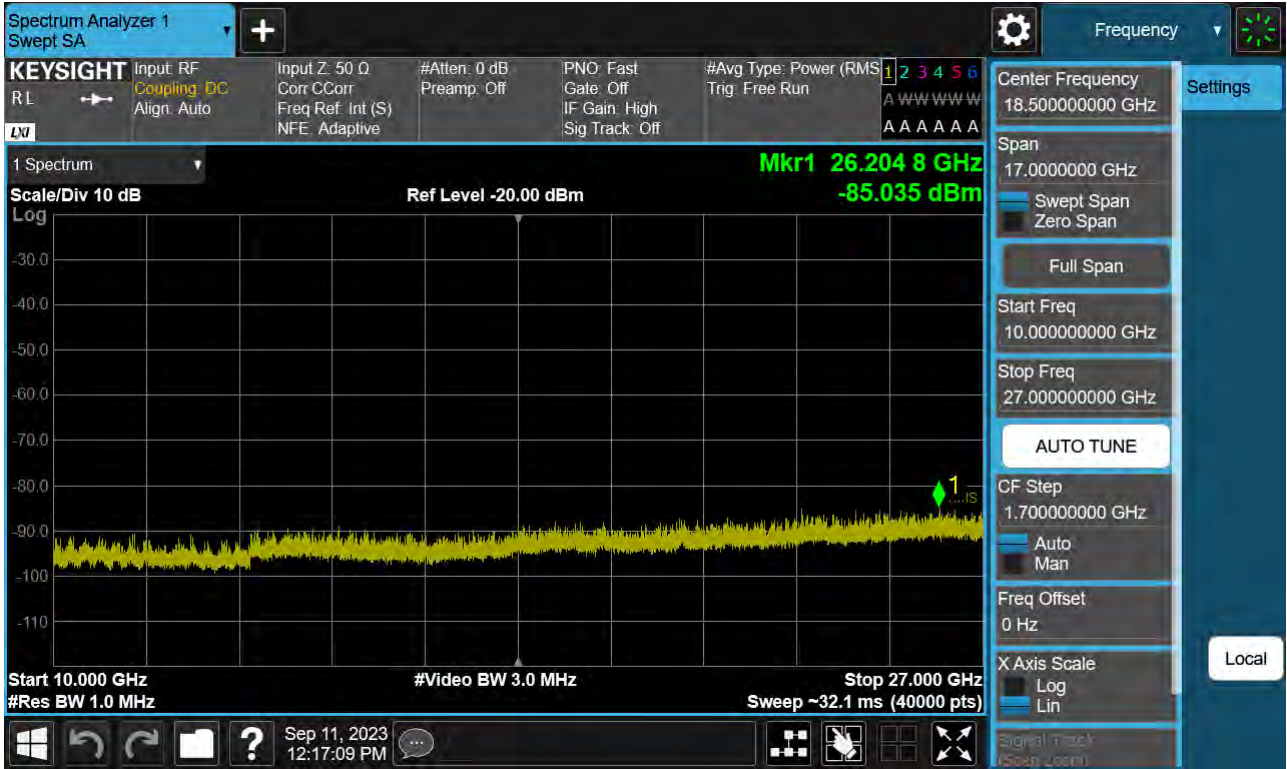 Spectrum Analyzer 1
Swept SA
+
Frequency
KEYSIGHT
RL
LXI
Input: RF
Coupling: DC
Align: Auto
Input Z: 50 Ω
Corr CCorr
Freq Ref: Int (S)
NFE: Adaptive
#Atten: 0 dB
Preamp: Off
PNO: Fast
Gate: Off
IF Gain: High
Sig Track: Off
#Avg Type: Power (RMS
Trig: Free Run
1 2 3 4 5 6
A W W W W W
A A A A A A
1 Spectrum
Scale/Div 10 dB
Ref Level -20.00 dBm
Mkr1 26.204 8 GHz
-85.035 dBm
Log
-30.0
-40.0
-50.0
-60.0
-70.0
-80.0
-90.0
-100
-110
1
Start 10.000 GHz
#Video BW 3.0 MHz
Stop 27.000 GHz
#Res BW 1.0 MHz
Sweep ~32.1 ms (40000 pts)
Center Frequency
18.500000000 GHz
Span
17.0000000 GHz
Swept Span
Zero Span
Full Span
Start Freq
10.000000000 GHz
Stop Freq
27.000000000 GHz
AUTO TUNE
CF Step
1.700000000 GHz
Auto
Man
Freq Offset
0 Hz
X Axis Scale
Log
Lin
Signal Track
(Span Zoom)
Settings
Local
?
Sep 11, 2023
12:17:09 PM